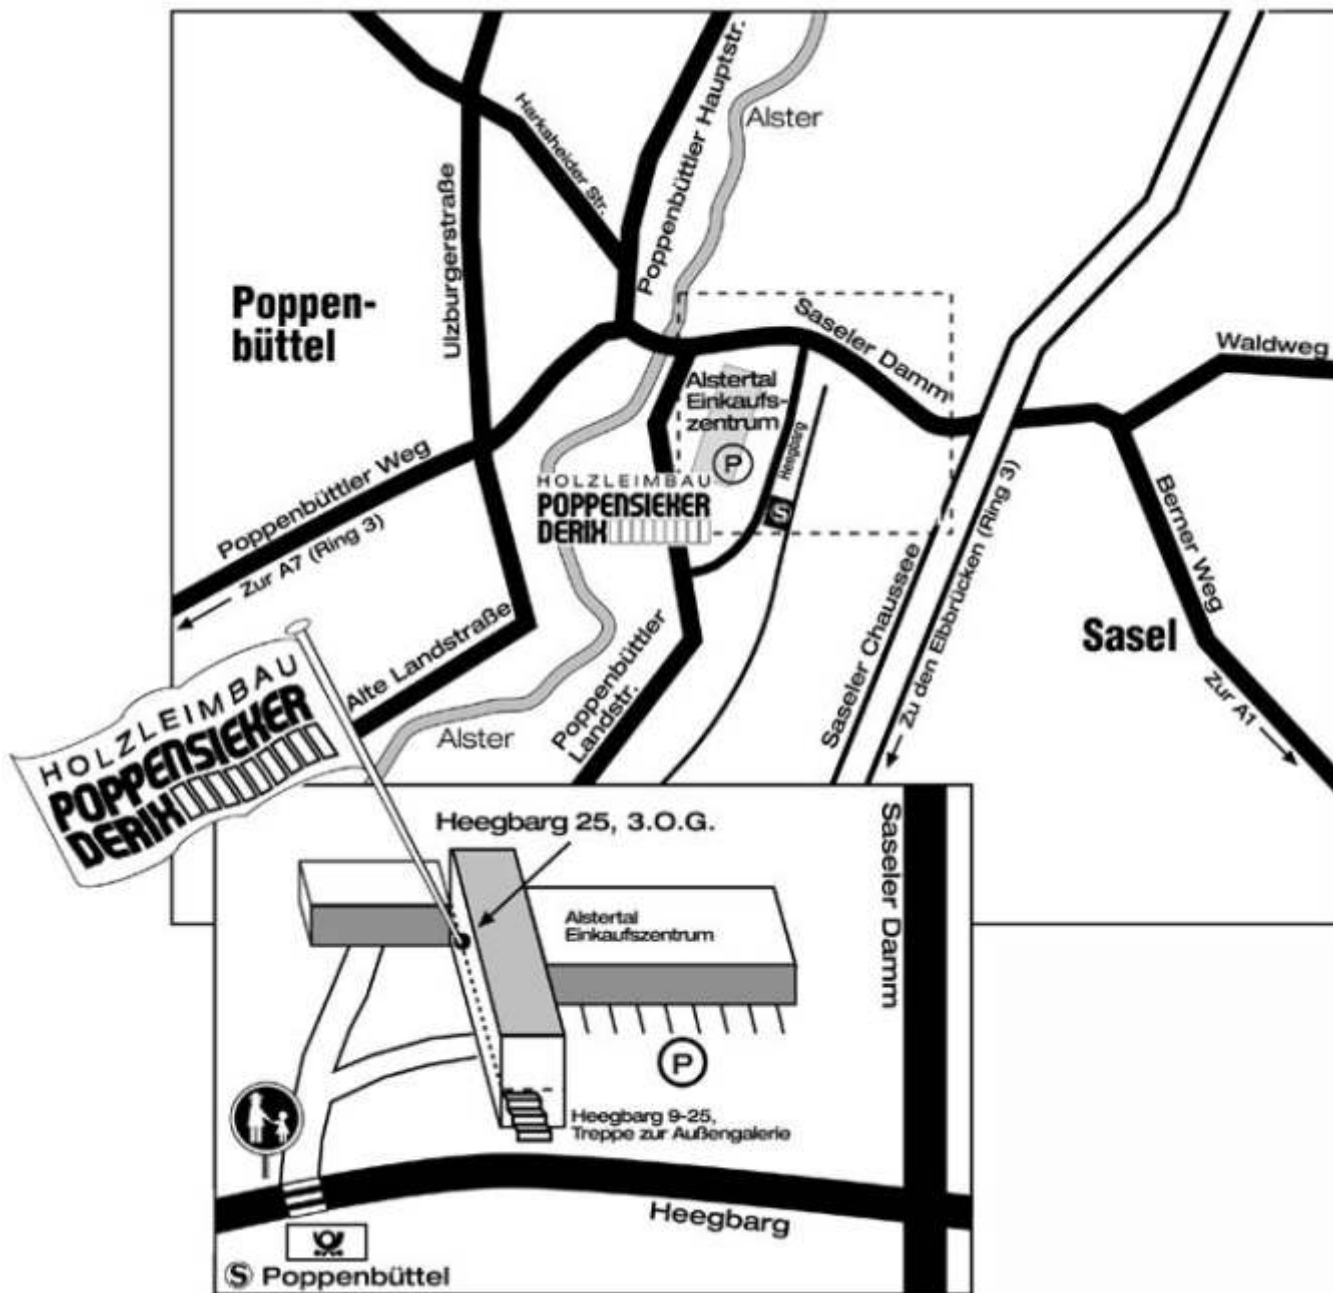 Alster
Poppenbüttler Hauptstr.
Harksheider Str.
Ulzburgerstraße
Poppen-
büttel
Saseler Damm
Waldweg
Alstertal
Einkaufs-
zentrum
P
Heegbarg
S
Poppenbüttler Weg
Zur A7 (Ring 3)
HOLZLEIMBAU
POPPENSIEKER
DERIX
Berner Weg
Saseler Chaussee
Zu den Elbbrücken (Ring 3)
Sasel
Zur A1
Alte Landstraße
Poppenbüttler
Landstr.
Alster
HOLZLEIMBAU
POPPENSIEKER
DERIX
Heegbarg 25, 3.O.G.
Saseler Damm
Alstertal
Einkaufszentrum
P
Heegbarg 9-25,
Treppe zur Außengalerie
Heegbarg
S Poppenbüttel